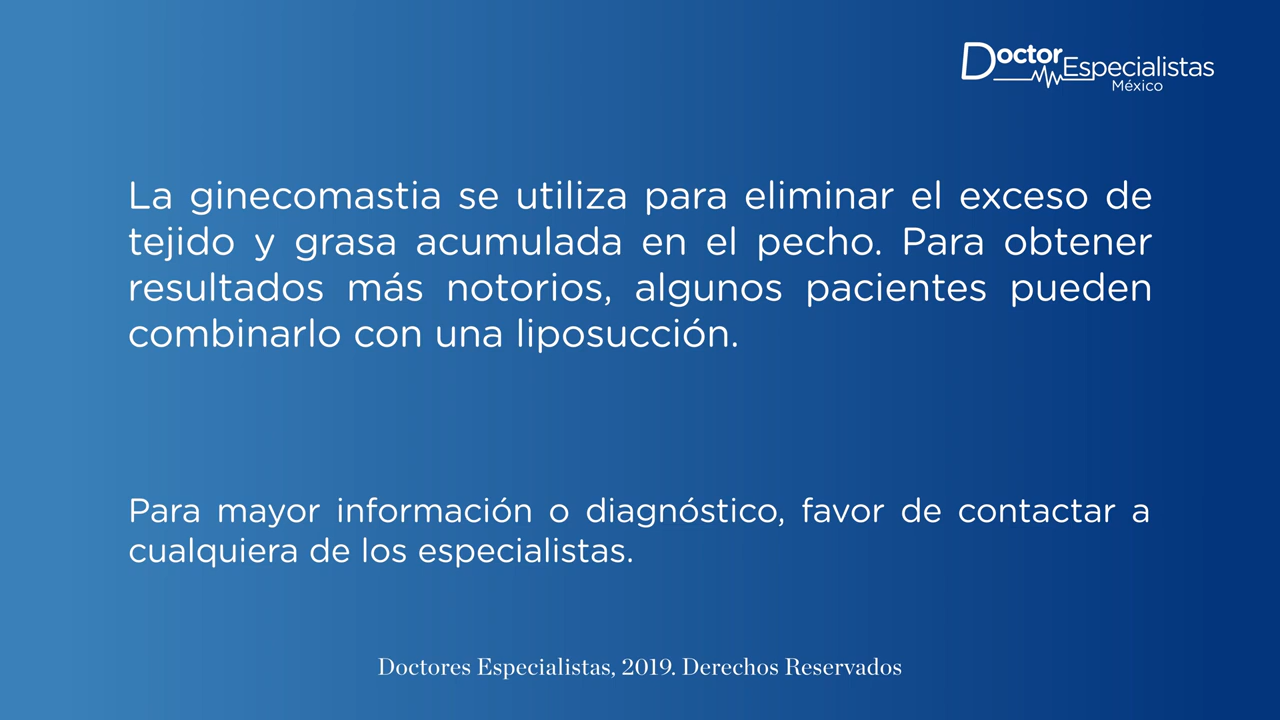 Doctor Especialistas
México
La ginecomastia se utiliza para eliminar el exceso de
tejido y grasa acumulada en el pecho. Para obtener
resultados más notorios, algunos pacientes pueden
combinarlo con una liposucción.
Para mayor información o diagnóstico, favor de contactar a
cualquiera de los especialistas.
Doctores Especialistas, 2019. Derechos Reservados